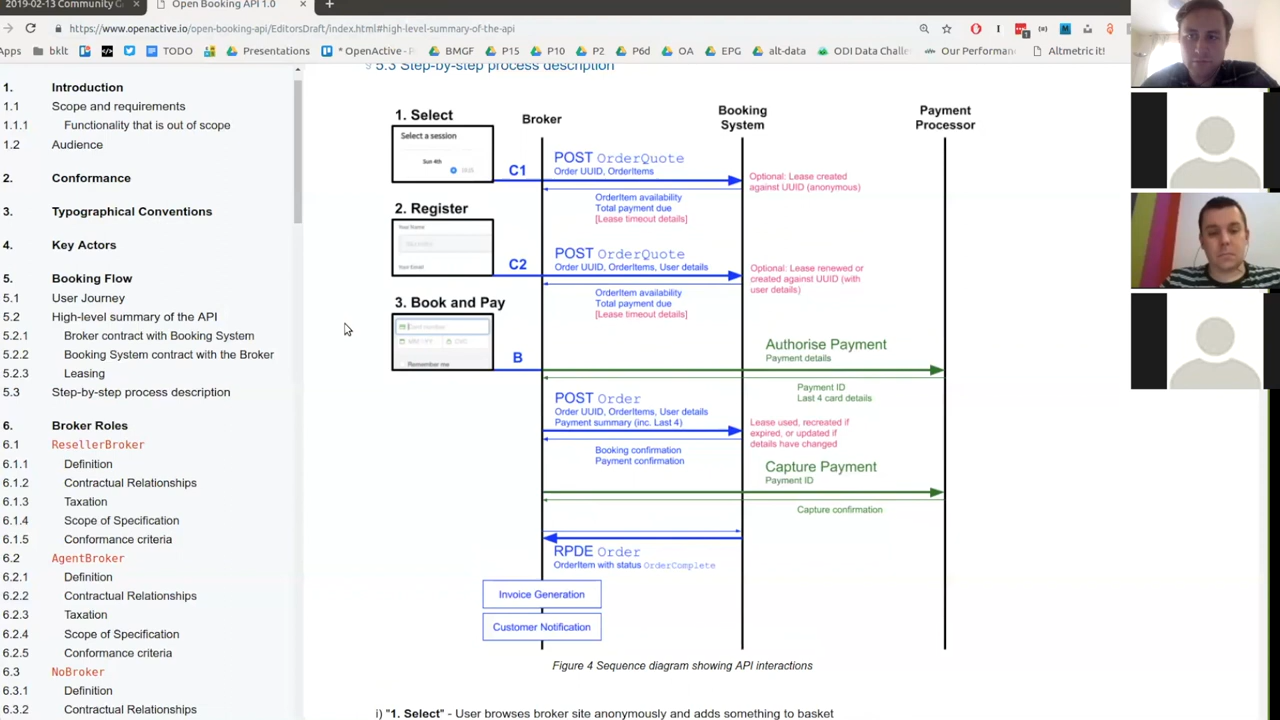 2019-02-13 Community G
Open Booking API 1.0
https://www.openactive.io/open-booking-api/EditorsDraft/index.html#high-level-summary-of-the-api
Apps
bklt
TODO
Presentations
* OpenActive -
BMGF
P15
P10
P2
P6d
OA
EPG
alt-data
ODI Data Challe
Our Performan
Altmetric it!
1. Introduction
1.1 Scope and requirements
1.1.1 Functionality that is out of scope
1.2 Audience
2. Conformance
3. Typographical Conventions
4. Key Actors
5. Booking Flow
5.1 User Journey
5.2 High-level summary of the API
5.2.1 Broker contract with Booking System
5.2.2 Booking System contract with the Broker
5.2.3 Leasing
5.3 Step-by-step process description
6. Broker Roles
6.1 ResellerBroker
6.1.1 Definition
6.1.2 Contractual Relationships
6.1.3 Taxation
6.1.4 Scope of Specification
6.1.5 Conformance criteria
6.2 AgentBroker
6.2.1 Definition
6.2.2 Contractual Relationships
6.2.3 Taxation
6.2.4 Scope of Specification
6.2.5 Conformance criteria
6.3 NoBroker
6.3.1 Definition
6.3.2 Contractual Relationships
§ 5.3 Step-by-step process description
Broker
Booking
System
Payment
Processor
1. Select
Select a session
Sun 4th
C1
POST OrderQuote
Order UUID, OrderItems
OrderItem availability
Total payment due
[Lease timeout details]
Optional: Lease created
against UUID (anonymous)
2. Register
Your Name
Your Email
C2
POST OrderQuote
Order UUID, OrderItems, User details
OrderItem availability
Total payment due
[Lease timeout details]
Optional: Lease renewed or
created against UUID (with
user details)
3. Book and Pay
Card number
MM / YY
CVC
Remember me
B
Authorise Payment
Payment details
Payment ID
Last 4 card details
POST Order
Order UUID, OrderItems, User details
Payment summary (inc. Last 4)
Booking confirmation
Payment confirmation
Lease used, recreated if
expired, or updated if
details have changed
Capture Payment
Payment ID
Capture confirmation
RPDE Order
OrderItem with status OrderComplete
Invoice Generation
Customer Notification
Figure 4 Sequence diagram showing API interactions
i) "1. Select" - User browses broker site anonymously and adds something to basket